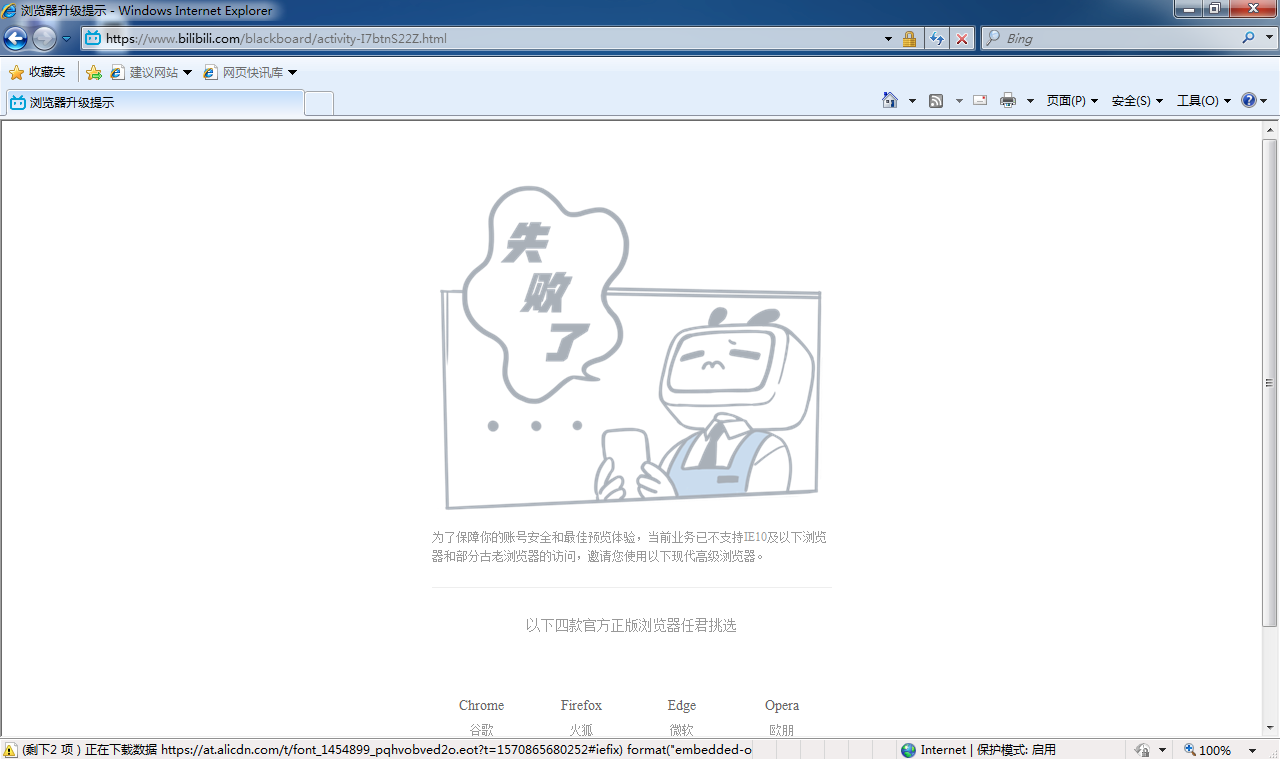 浏览器升级提示 - Windows Internet Explorer
https://www.bilibili.com/blackboard/activity-I7btnS22Z.html
Bing
收藏夹
建议网站
网页快讯库
浏览器升级提示
页面(P)
安全(S)
工具(O)
失
败
了
为了保障你的账号安全和最佳预览体验，当前业务已不支持IE10及以下浏览
器和部分古老浏览器的访问，邀请您使用以下现代高级浏览器。
以下四款官方正版浏览器任君挑选
Chrome Firefox Edge Opera
谷歌 火狐 微软 欧朋
(剩下2 项 ) 正在下载数据 https://at.alicdn.com/t/font_1454899_pqhvobved2o.eot?t=1570865680252#iefix) format("embedded-o
Internet | 保护模式: 启用
100%